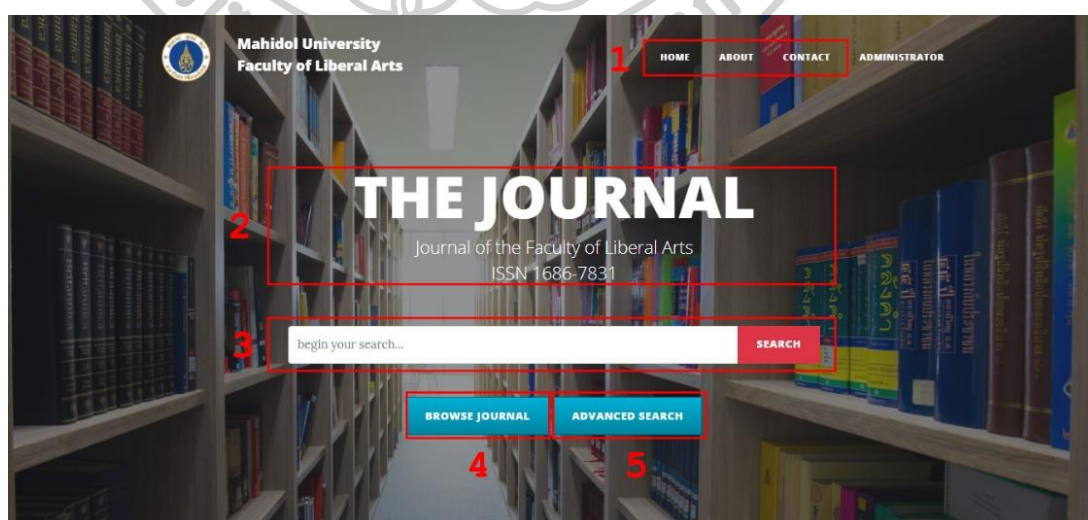 Mahidol University
Faculty of Liberal Arts
1 HOME ABOUT CONTACT ADMINISTRATOR
2
THE JOURNAL
Journal of the Faculty of Liberal Arts
ISSN 1686-7831
3 begin your search... SEARCH
BROWSE JOURNAL ADVANCED SEARCH
4 5